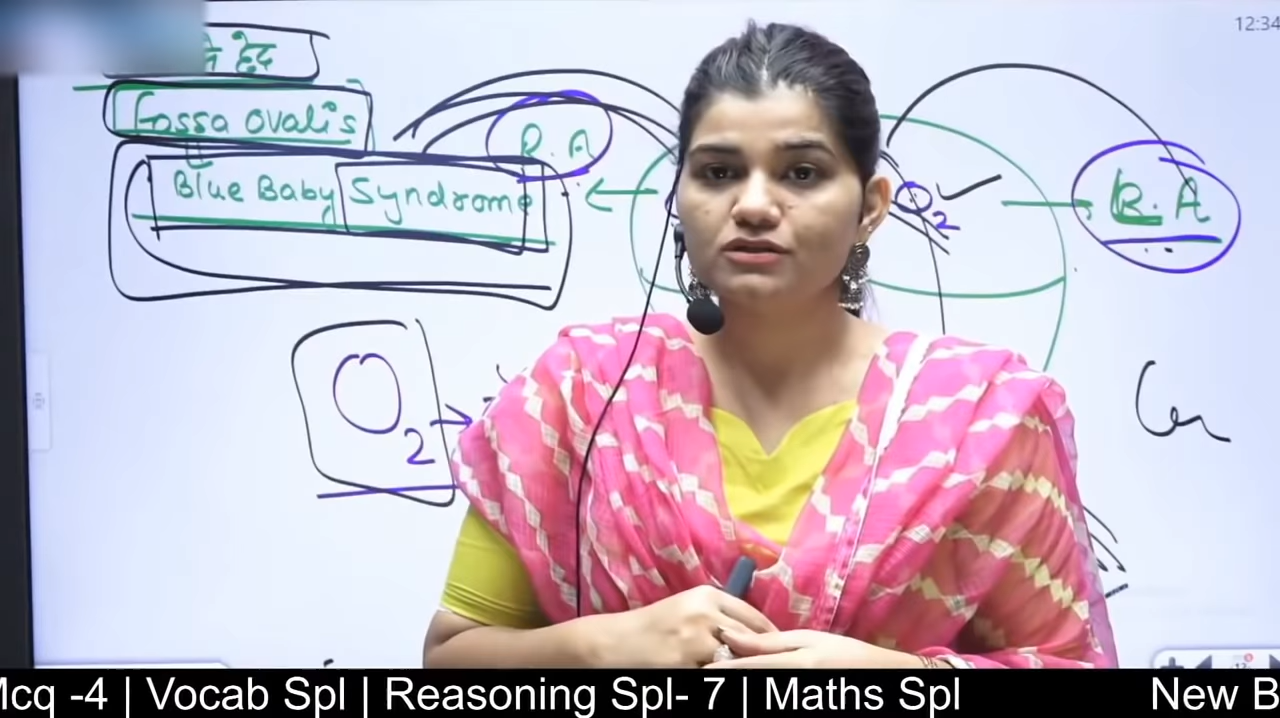 12:34
छेद
Fossa ovalis
R.A
Blue Baby Syndrome
O2
R.A
O2
Cer
Mcq -4 | Vocab Spl | Reasoning Spl- 7 | Maths Spl New B